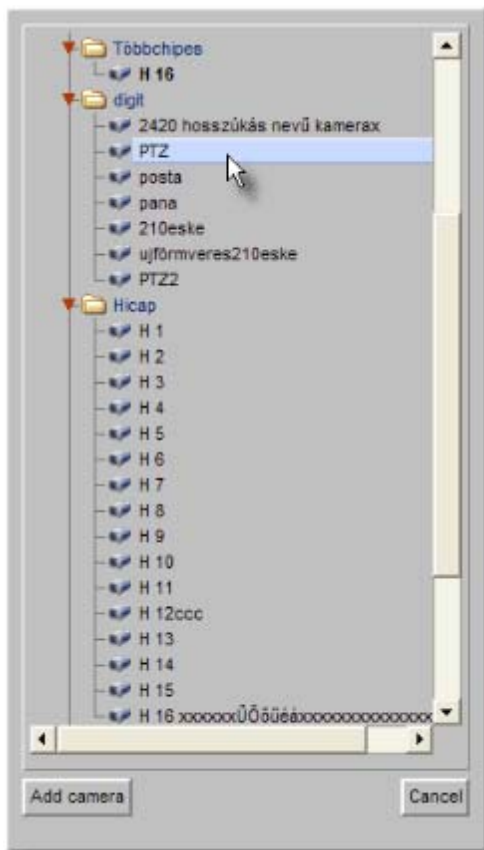 Többchipes
H 16
digit
2420 hosszúkás nevű kamerax
PTZ
posta
pana
210eske
ujförmveres210eske
PTZ2
Hicap
H 1
H 2
H 3
H 4
H 5
H 6
H 7
H 8
H 9
H 10
H 11
H 12ccc
H 13
H 14
H 15
H 16
Add camera
Cancel